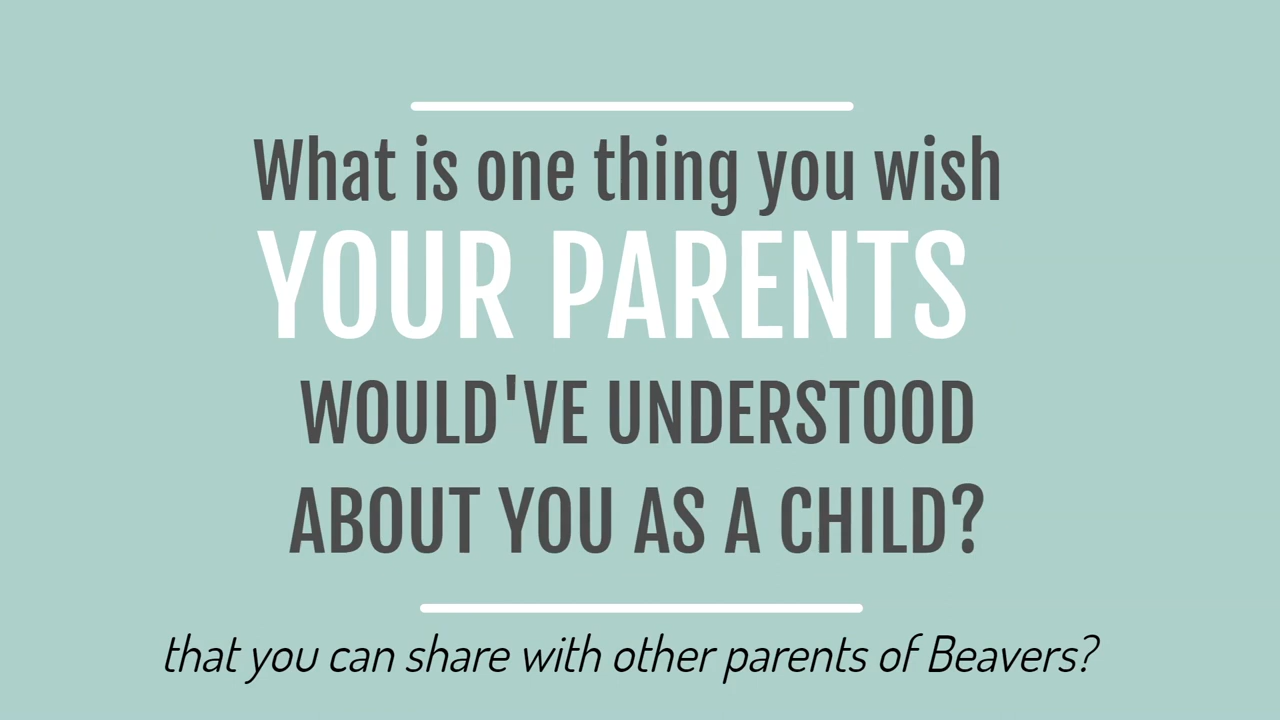 What is one thing you wish
YOUR PARENTS
WOULD'VE UNDERSTOOD
ABOUT YOU AS A CHILD?
that you can share with other parents of Beavers?